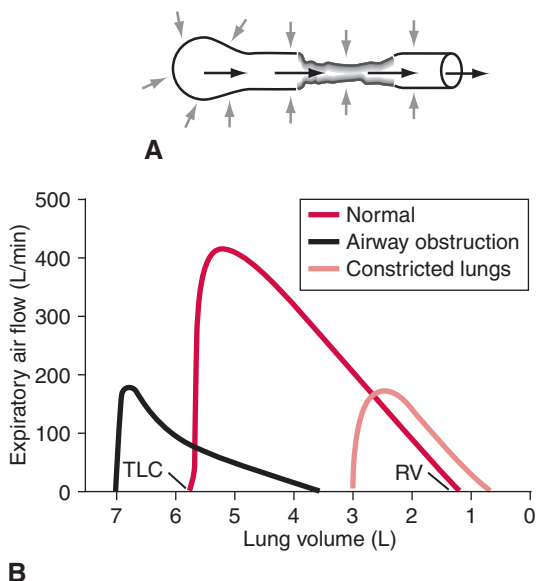 A
B
Expiratory air flow (L/min)
500
400
300
200
100
0
Normal
Airway obstruction
Constricted lungs
TLC
RV
7 6 5 4 3 2 1 0
Lung volume (L)